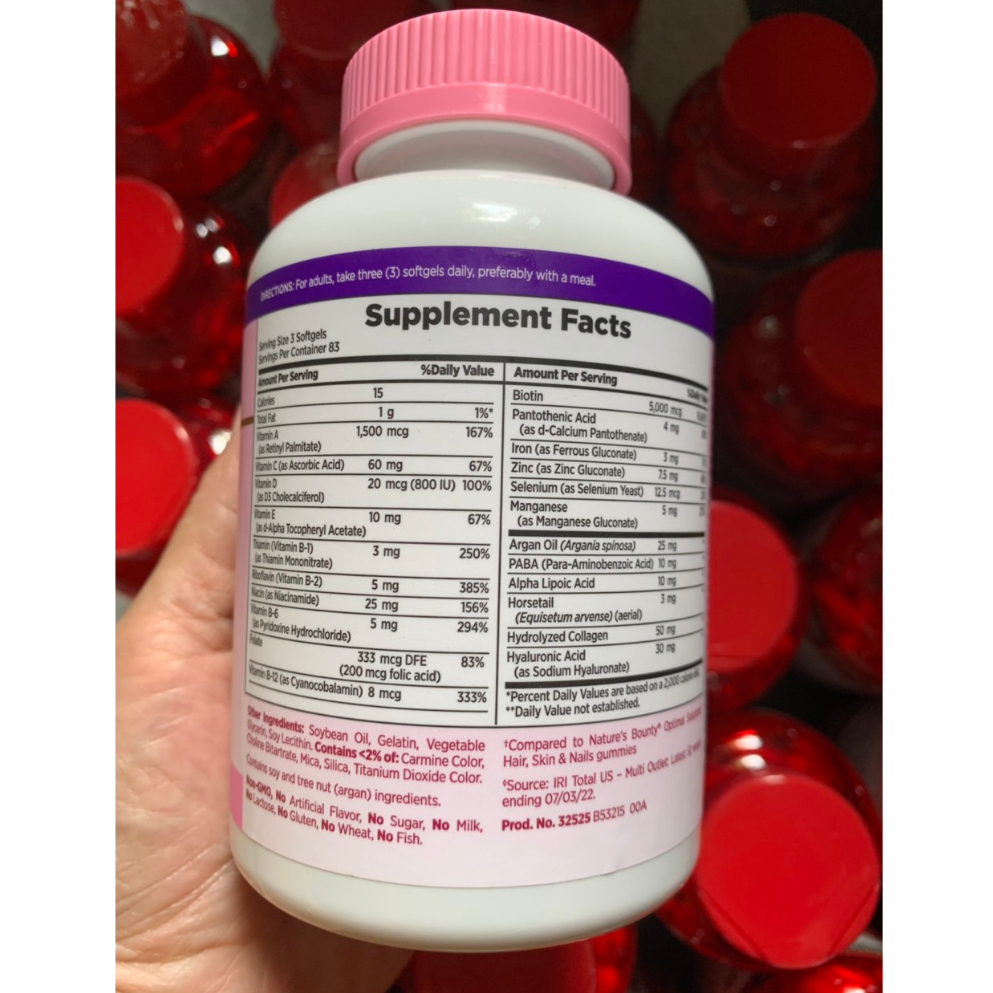 DIRECTIONS: For adults, take three (3) softgels daily, preferably with a meal.
Supplement Facts
Serving Size 3 Softgels
Servings Per Container 83
Amount Per Serving %Daily Value
Calories 15
Total Fat 1 g 1%*
Vitamin A 1,500 mcg 167%
(as Retinyl Palmitate)
Vitamin C (as Ascorbic Acid) 60 mg 67%
Vitamin D 20 mcg (800 IU) 100%
(as D3 Cholecalciferol)
Vitamin E 10 mg 67%
(as d-Alpha Tocopheryl Acetate)
Thiamin (Vitamin B-1) 3 mg 250%
(as Thiamin Mononitrate)
Riboflavin (Vitamin B-2) 5 mg 385%
Niacin (as Niacinamide) 25 mg 156%
Vitamin B-6 5 mg 294%
(as Pyridoxine Hydrochloride)
Folate
333 mcg DFE 83%
(200 mcg folic acid)
Vitamin B-12 (as Cyanocobalamin) 8 mcg 333%
Amount Per Serving
Biotin 5,000 mcg
Pantothenic Acid 4 mg
(as d-Calcium Pantothenate)
Iron (as Ferrous Gluconate) 3 mg
Zinc (as Zinc Gluconate) 7.5 mg
Selenium (as Selenium Yeast) 12.5 mcg
Manganese 5 mg
(as Manganese Gluconate)
Argan Oil (Argania spinosa) 25 mg
PABA (Para-Aminobenzoic Acid) 10 mg
Alpha Lipoic Acid 10 mg
Horsetail 3 mg
(Equisetum arvense) (aerial)
Hydrolyzed Collagen 50 mg
Hyaluronic Acid 30 mg
(as Sodium Hyaluronate)
*Percent Daily Values are based on a 2,000 calorie
**Daily Value not established.
Other Ingredients: Soybean Oil, Gelatin, Vegetable
Glycerin, Soy Lecithin. Contains <2% of: Carmine Color,
Choline Bitartrate, Mica, Silica, Titanium Dioxide Color.
Contains soy and tree nut (argan) ingredients.
Non-GMO, No Artificial Flavor, No Sugar, No Milk,
No Lactose, No Gluten, No Wheat, No Fish.
†Compared to Nature's Bounty® Optimal Solutions
Hair, Skin & Nails gummies
‡Source: IRI Total US – Multi Outlet: Latest 52
ending 07/03/22.
Prod. No. 32525 B53215 00A